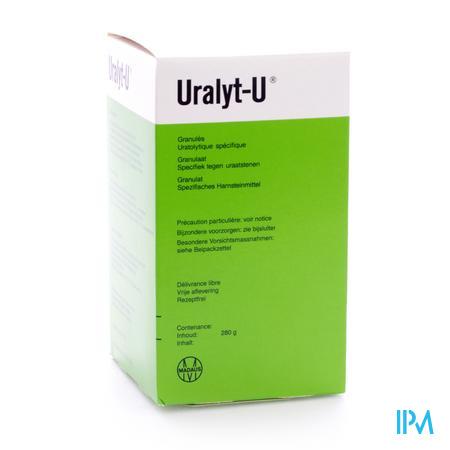 Uralyt-U®
Granulés
Uratolytique spécifique
Granulaat
Specifiek tegen uraatstenen
Granulat
Spezifisches Harnsteinmittel
Précaution particulière: voir notice
Bijzondere voorzorgen: zie bijsluiter
Besondere Vorsichtsmassnahmen:
siehe Beipackzettel
Délivrance libre
Vrije aflevering
Rezeptfrei
Contenance:
Inhoud: 280 g
Inhalt:
MADAUS
IPM